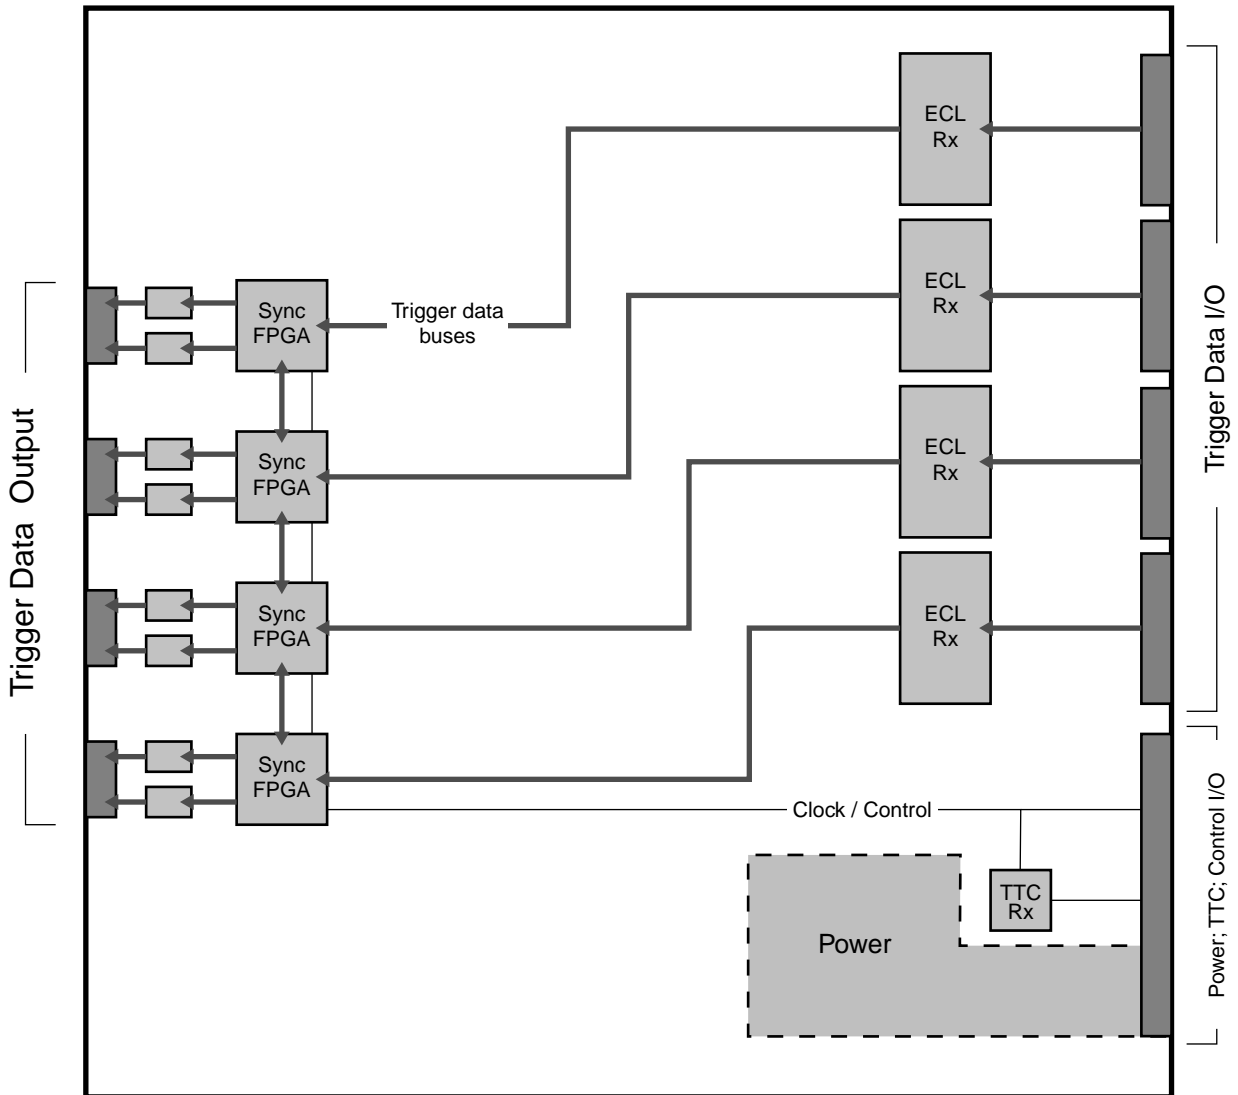 ECL
Rx
ECL
Rx
Sync
FPGA
Trigger data
buses
Trigger Data I/O
ECL
Rx
Sync
FPGA
Trigger Data Output
Sync
FPGA
ECL
Rx
Sync
FPGA
Clock / Control
TTC
Rx
Power
Power; TTC; Control I/O